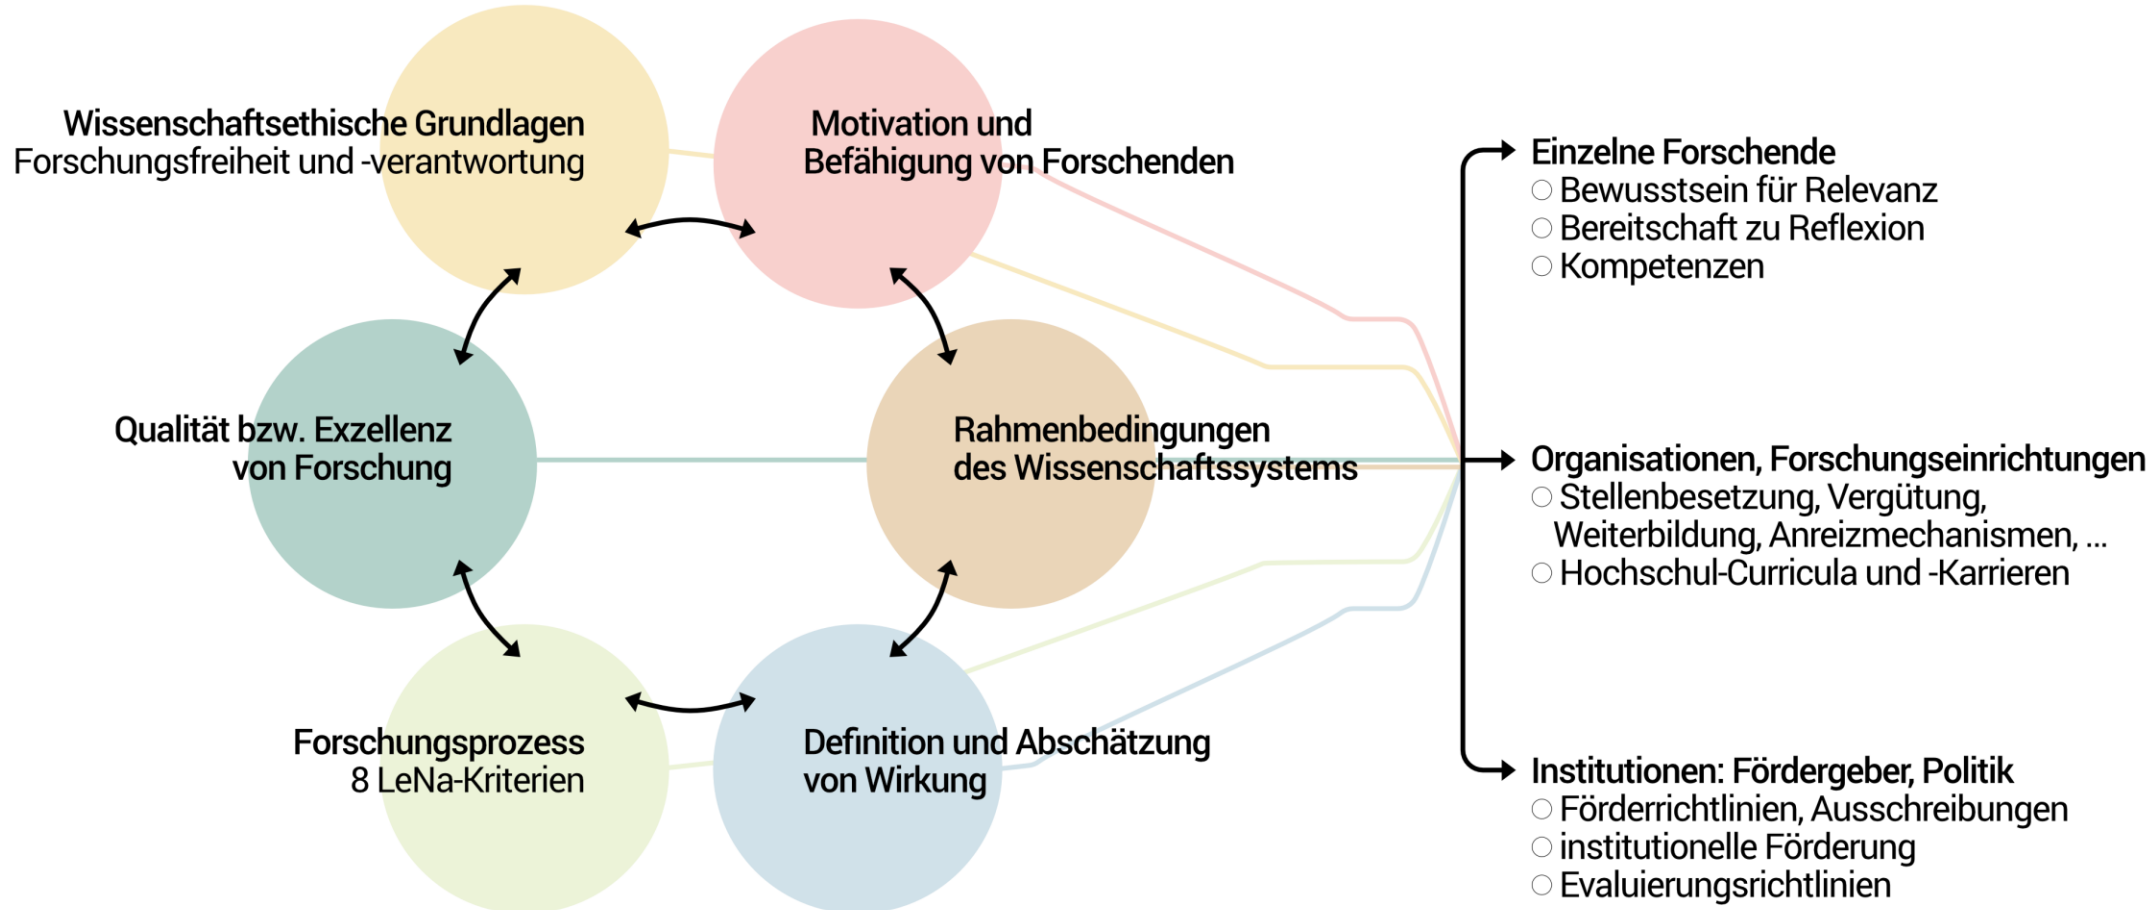 Wissenschaftsethische Grundlagen
Forschungsfreiheit und -verantwortung
Motivation und
Befähigung von Forschenden
Qualität bzw. Exzellenz
von Forschung
Rahmenbedingungen
des Wissenschaftssystems
Forschungsprozess
8 LeNa-Kriterien
Definition und Abschätzung
von Wirkung
Einzelne Forschende
Bewusstsein für Relevanz
Bereitschaft zu Reflexion
Kompetenzen
Organisationen, Forschungseinrichtungen
Stellenbesetzung, Vergütung,
Weiterbildung, Anreizmechanismen, ...
Hochschul-Curricula und -Karrieren
Institutionen: Fördergeber, Politik
Förderrichtlinien, Ausschreibungen
institutionelle Förderung
Evaluierungsrichtlinien